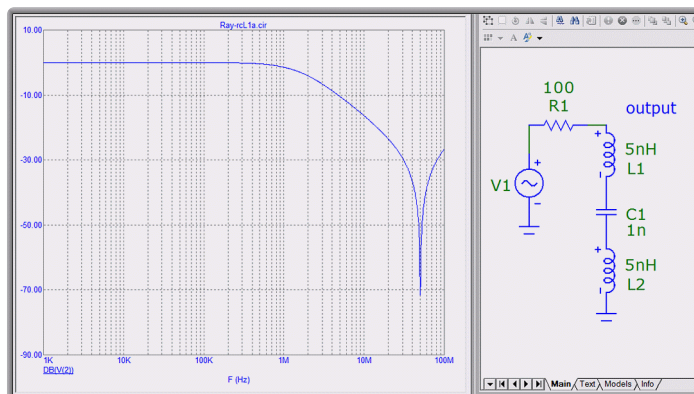 Ray-rcL1a.cir
10.00
-10.00
-30.00
-50.00
-70.00
-90.00
1K
10K
100K
1M
10M
100M
DB(V(2))
F (Hz)
100
R1
output
5nH
L1
V1
C1
1n
5nH
L2
Main
Text
Models
Info